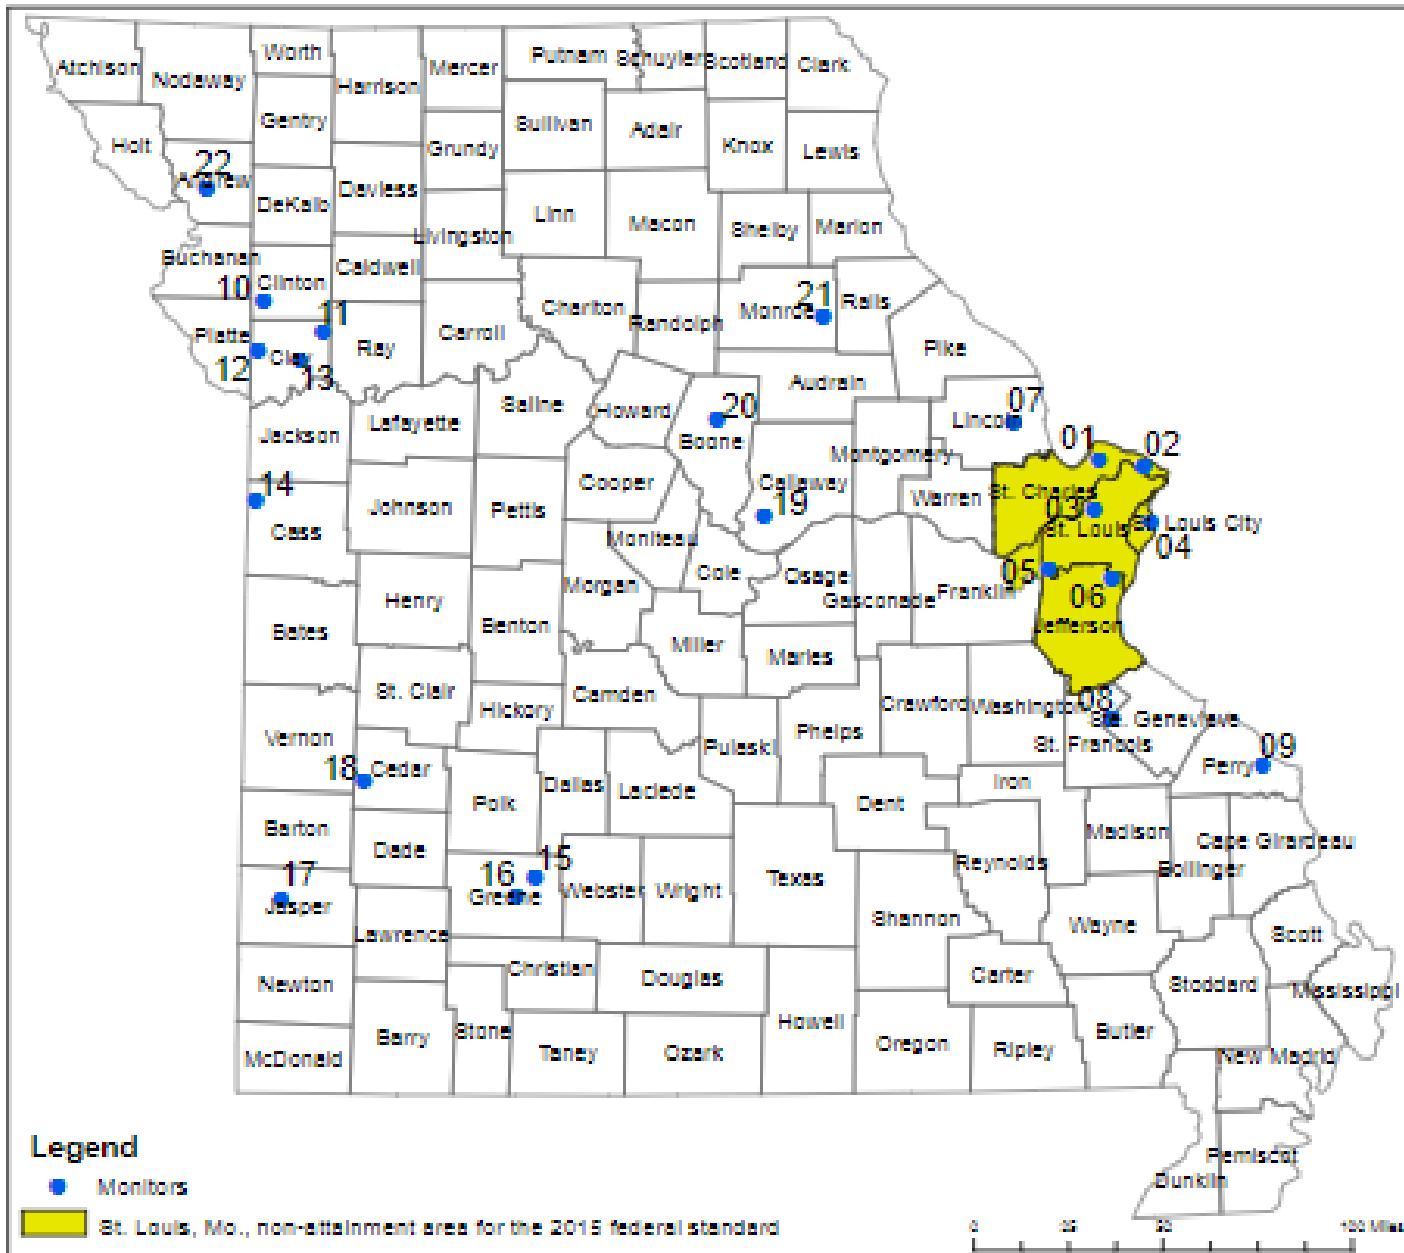 Atchison Nodaway Worth Harrison Mercer Putnam Schuyler Scotland Clark
Holt Gentry Grundy Sullivan Adair Knox Lewis
22
Andrew DeKalb Daviess Linn Macon Shelby Marion
Buchanan Clinton Caldwell Livingston Chariton Randolph Monroe Ralls
10 11 21
Platte Clay Ray Carroll Audrain Pike
12 13
Jackson Lafayette Saline Howard Boone Lincoln
20 07 01 02
14 Cass Johnson Pettis Cooper Callaway Montgomery Warren St. Charles
19 03 St. Louis St. Louis City 04
Moniteau Cole Osage Gasconade Franklin 05 06
Bates Henry Benton Morgan Miller Maries Jefferson
St. Clair Hickory Camden Crawford Washington 08 Ste. Genevieve
Vernon Pulaski Phelps St. Francois 09
18 Cedar Polk Dallas Laclede Dent Iron Perry
Barton Dade Madison Bollinger Cape Girardeau
17 16 15
Jasper Greene Webster Wright Texas Reynolds
Lawrence Shannon Wayne Scott
Newton Christian Douglas Carter Stoddard Mississippi
McDonald Barry Stone Taney Ozark Howell Oregon Ripley Butler New Madrid
Pemiscot
Dunklin
Legend
Monitors
St. Louis, Mo., non-attainment area for the 2015 federal standard
0 25 50 100 Miles